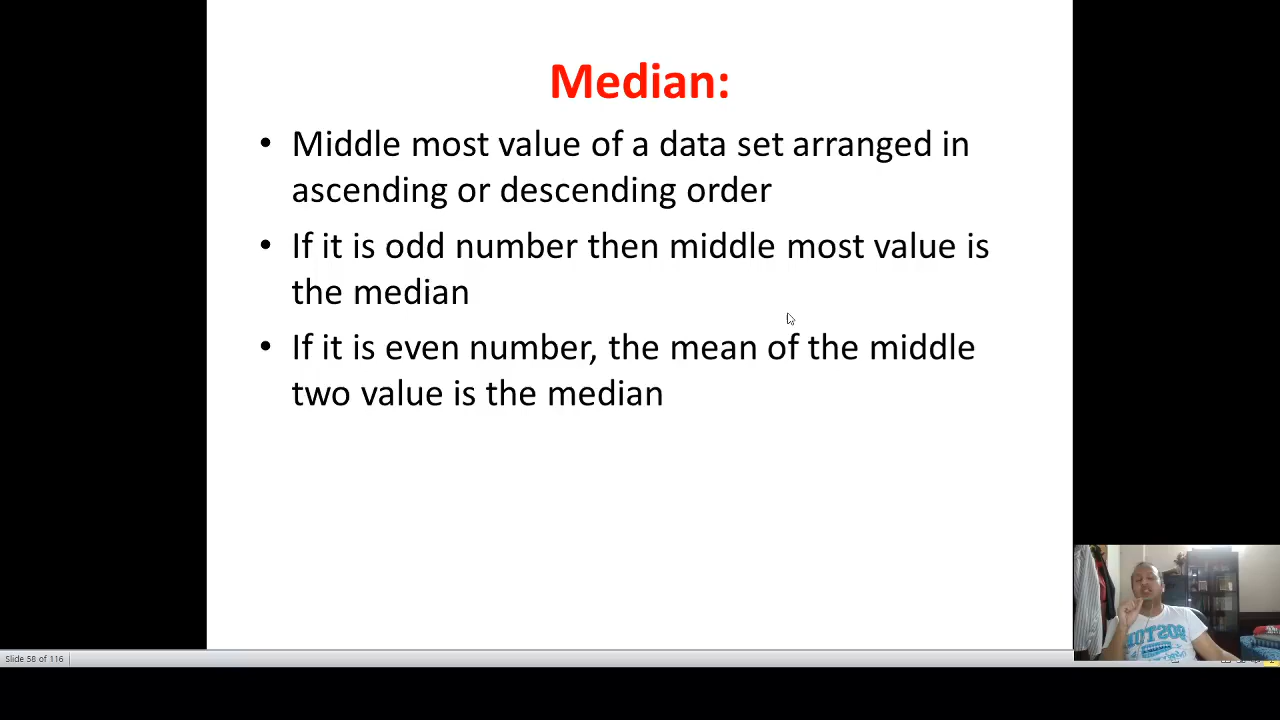 Median:
• Middle most value of a data set arranged in
ascending or descending order
• If it is odd number then middle most value is
the median
• If it is even number, the mean of the middle
two value is the median
Slide 58 of 116
BOSTON